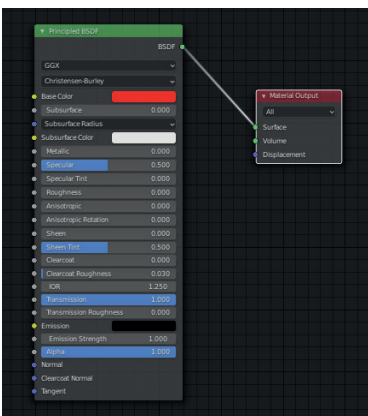 Principled BSDF
BSDF
GGX
Christensen-Burley
Base Color
Subsurface 0.000
Subsurface Radius
Subsurface Color
Metallic 0.000
Specular 0.500
Specular Tint 0.000
Roughness 0.000
Anisotropic 0.000
Anisotropic Rotation 0.000
Sheen 0.000
Sheen Tint 0.500
Clearcoat 0.000
Clearcoat Roughness 0.030
IOR 1.250
Transmission 1.000
Transmission Roughness 0.000
Emission
Emission Strength 1.000
Alpha 1.000
Normal
Clearcoat Normal
Tangent
Material Output
All
Surface
Volume
Displacement